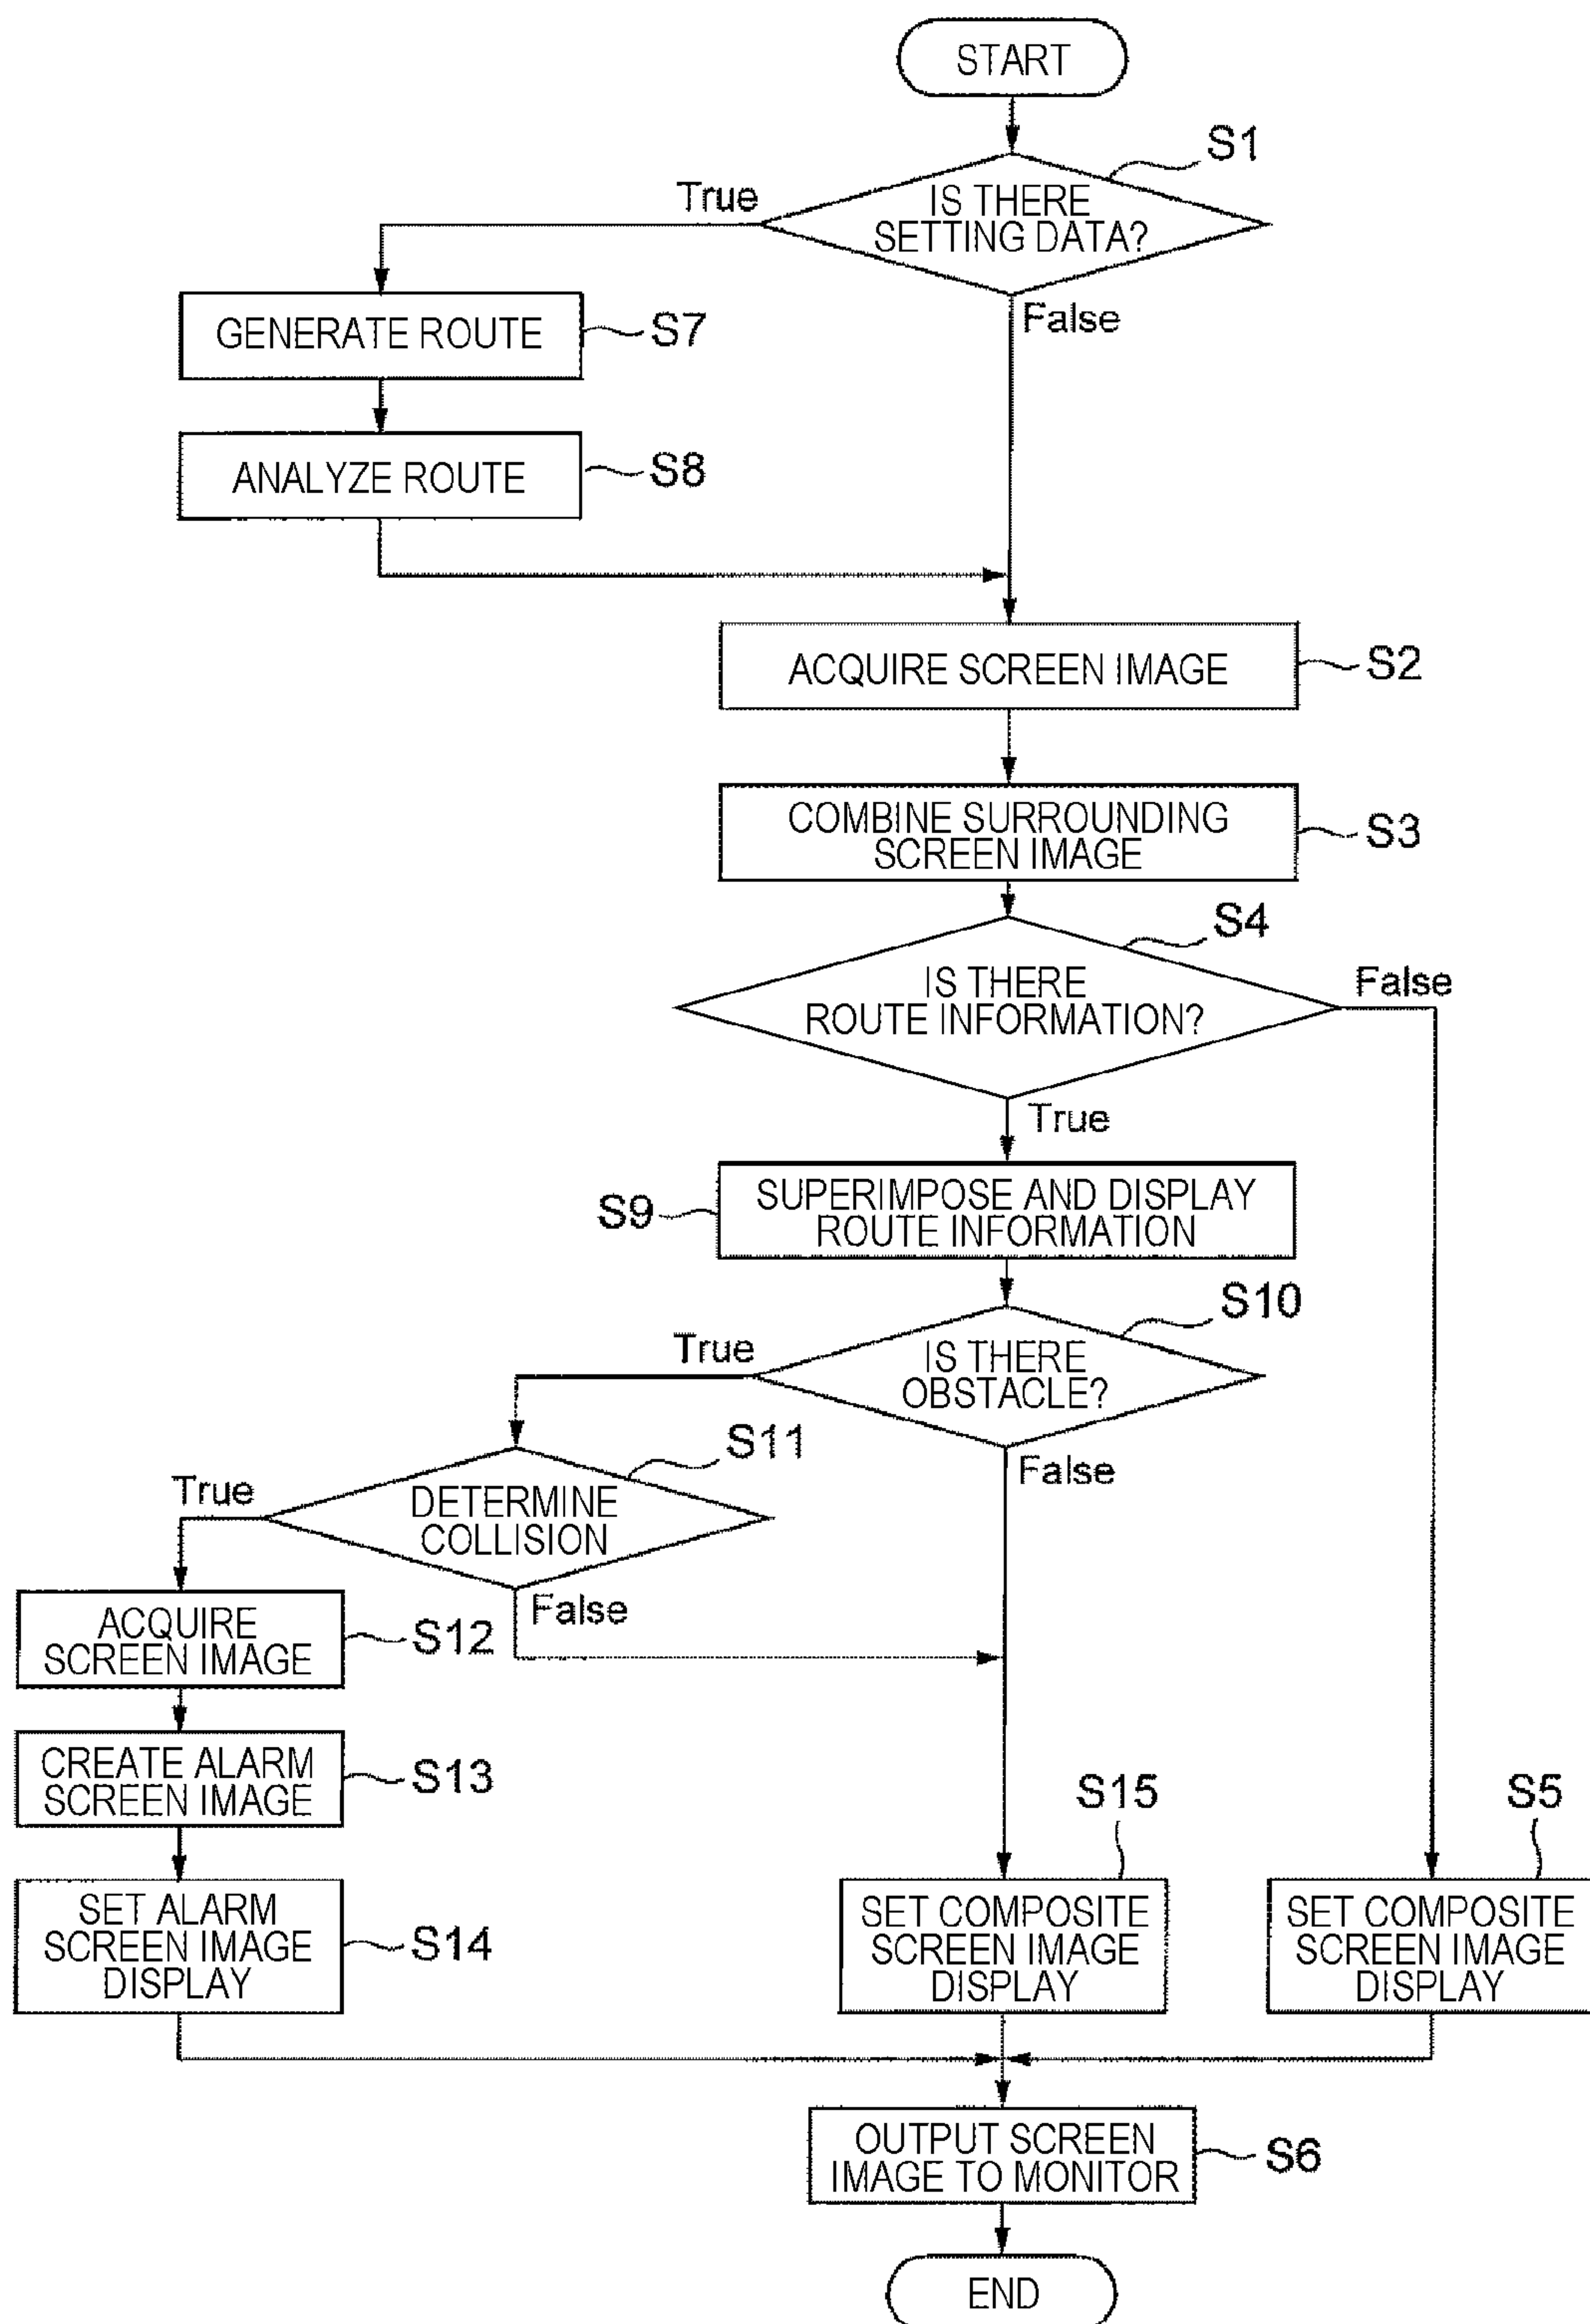 START
S1
True
IS THERE
SETTING DATA?
False
GENERATE ROUTE
S7
ANALYZE ROUTE
S8
ACQUIRE SCREEN IMAGE
S2
COMBINE SURROUNDING
SCREEN IMAGE
S3
S4
IS THERE
ROUTE INFORMATION?
False
True
S9
SUPERIMPOSE AND DISPLAY
ROUTE INFORMATION
S10
True
IS THERE
OBSTACLE?
False
S11
True
DETERMINE
COLLISION
False
ACQUIRE
SCREEN IMAGE
S12
CREATE ALARM
SCREEN IMAGE
S13
SET ALARM
SCREEN IMAGE
DISPLAY
S14
S15
SET COMPOSITE
SCREEN IMAGE
DISPLAY
S5
SET COMPOSITE
SCREEN IMAGE
DISPLAY
OUTPUT SCREEN
IMAGE TO MONITOR
S6
END